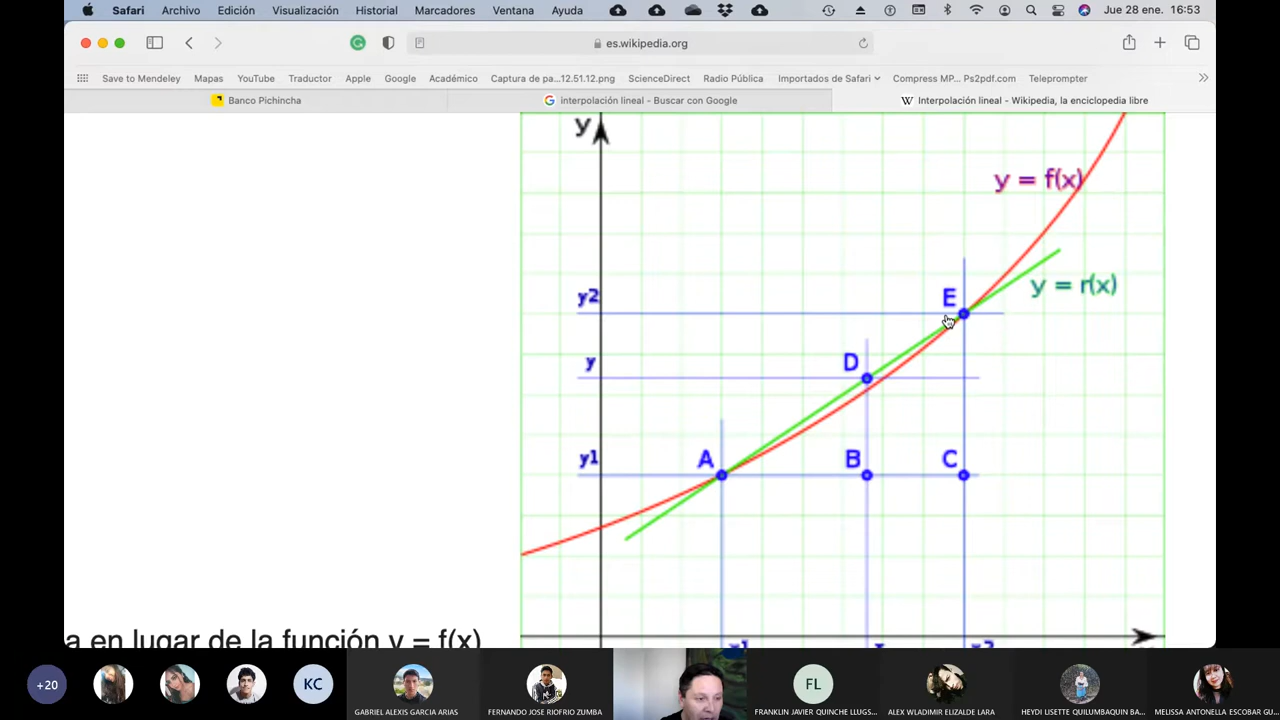 Safari Archivo Edición Visualización Historial Marcadores Ventana Ayuda Jue 28 ene. 16:53
es.wikipedia.org
Save to Mendeley Mapas YouTube Traductor Apple Google Académico Captura de pa...12.51.12.png ScienceDirect Radio Pública Importados de Safari Compress MP... Ps2pdf.com Teleprompter
Banco Pichincha interpolación lineal - Buscar con Google Interpolación lineal - Wikipedia, la enciclopedia libre
y
y = f(x)
y = r(x)
y2 E
y D
y1 A B C
a en lugar de la función y = f(x)
x1 x x2
+20 KC FL
GABRIEL ALEXIS GARCIA ARIAS FERNANDO JOSE RIOFRIO ZUMBA FRANKLIN JAVIER QUINCHE LLUGS... ALEX WLADIMIR ELIZALDE LARA HEYDI LISETTE QUILUMBAQUIN BA... MELISSA ANTONELLA ESCOBAR GU...